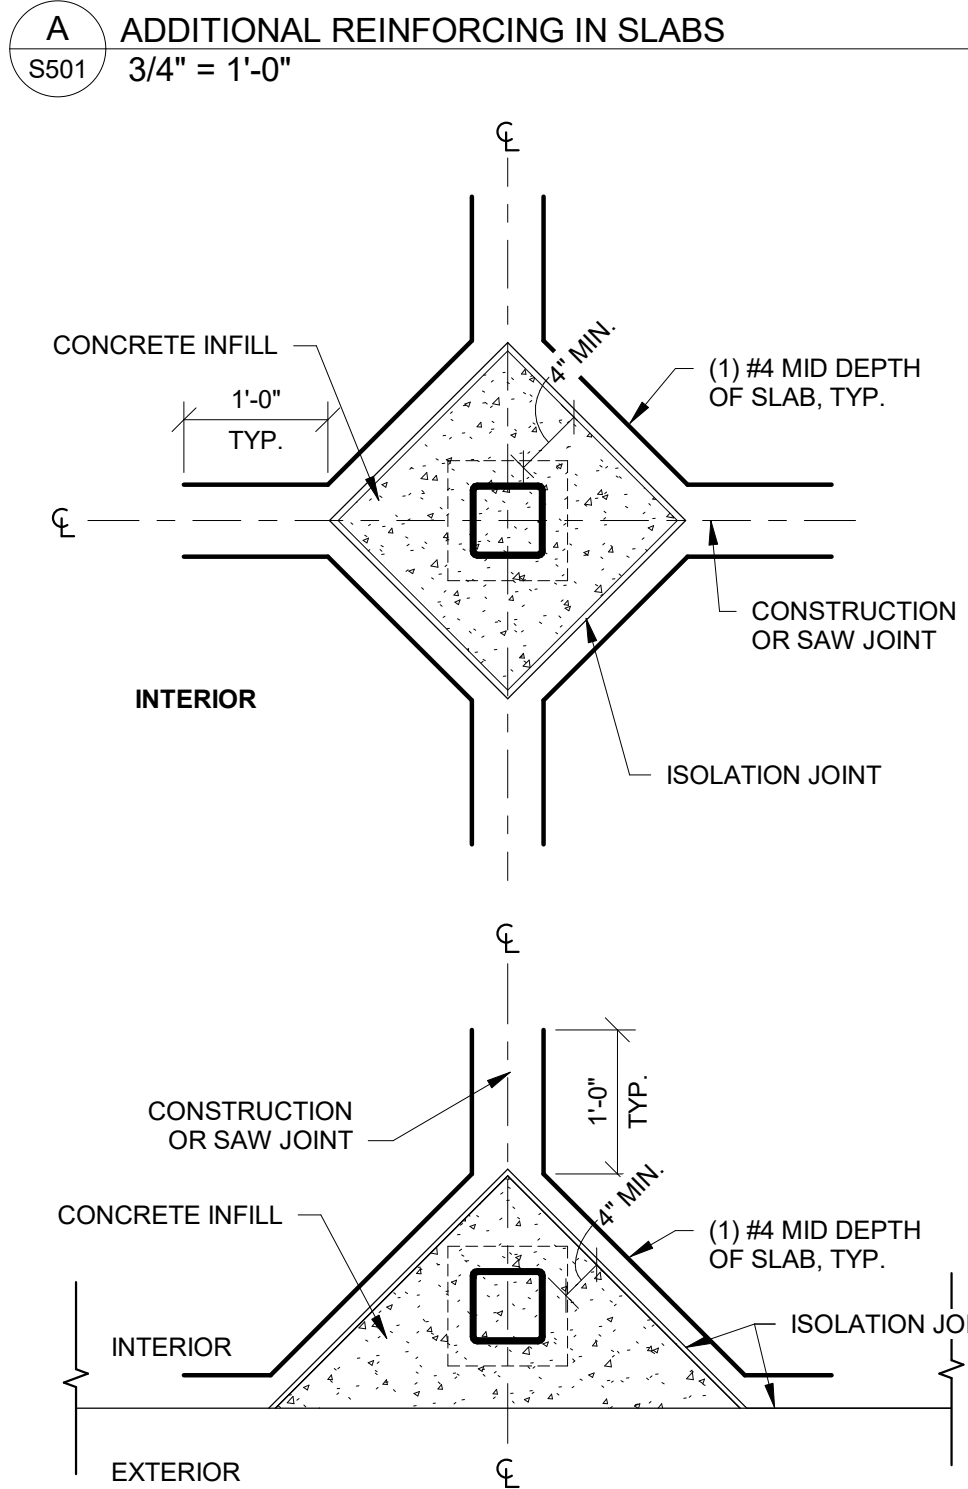 A
ADDITIONAL REINFORCING IN SLABS
S501
3/4" = 1'-0"
℄
CONCRETE INFILL
4" MIN.
(1) #4 MID DEPTH
OF SLAB, TYP.
1'-0"
TYP.
℄
CONSTRUCTION
OR SAW JOINT
INTERIOR
ISOLATION JOINT
℄
1'-0"
TYP.
CONSTRUCTION
OR SAW JOINT
4" MIN.
CONCRETE INFILL
(1) #4 MID DEPTH
OF SLAB, TYP.
ISOLATION JOI
INTERIOR
EXTERIOR
℄